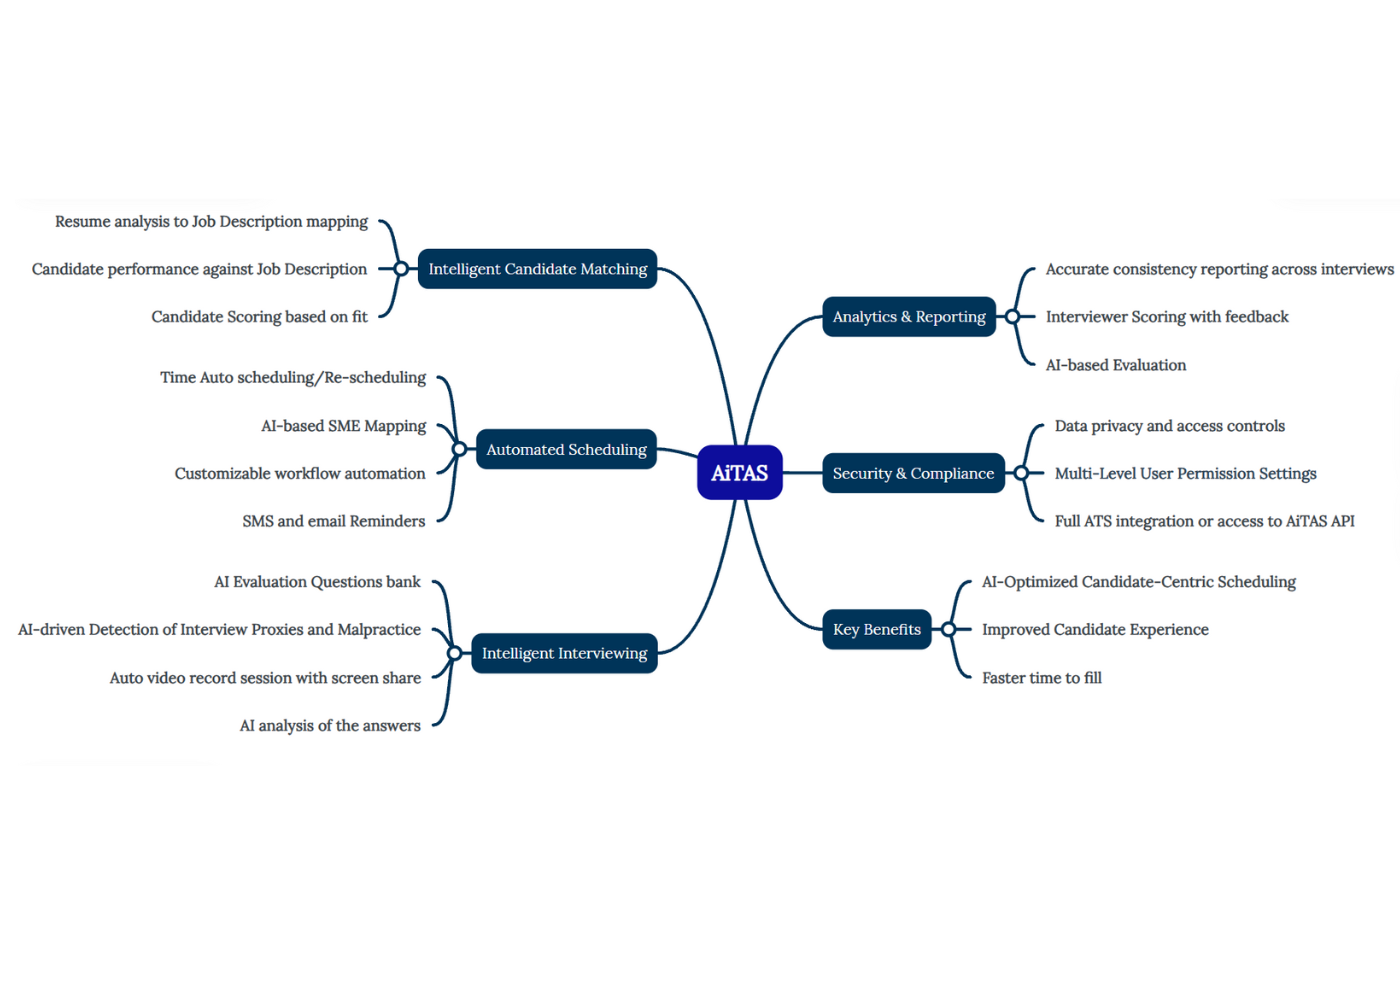 Resume analysis to Job Description mapping
Candidate performance against Job Description
Candidate Scoring based on fit
Intelligent Candidate Matching
Time Auto scheduling/Re-scheduling
AI-based SME Mapping
Customizable workflow automation
SMS and email Reminders
Automated Scheduling
AI Evaluation Questions bank
AI-driven Detection of Interview Proxies and Malpractice
Auto video record session with screen share
AI analysis of the answers
Intelligent Interviewing
AiTAS
Analytics & Reporting
Accurate consistency reporting across interviews
Interviewer Scoring with feedback
AI-based Evaluation
Security & Compliance
Data privacy and access controls
Multi-Level User Permission Settings
Full ATS integration or access to AiTAS API
Key Benefits
AI-Optimized Candidate-Centric Scheduling
Improved Candidate Experience
Faster time to fill